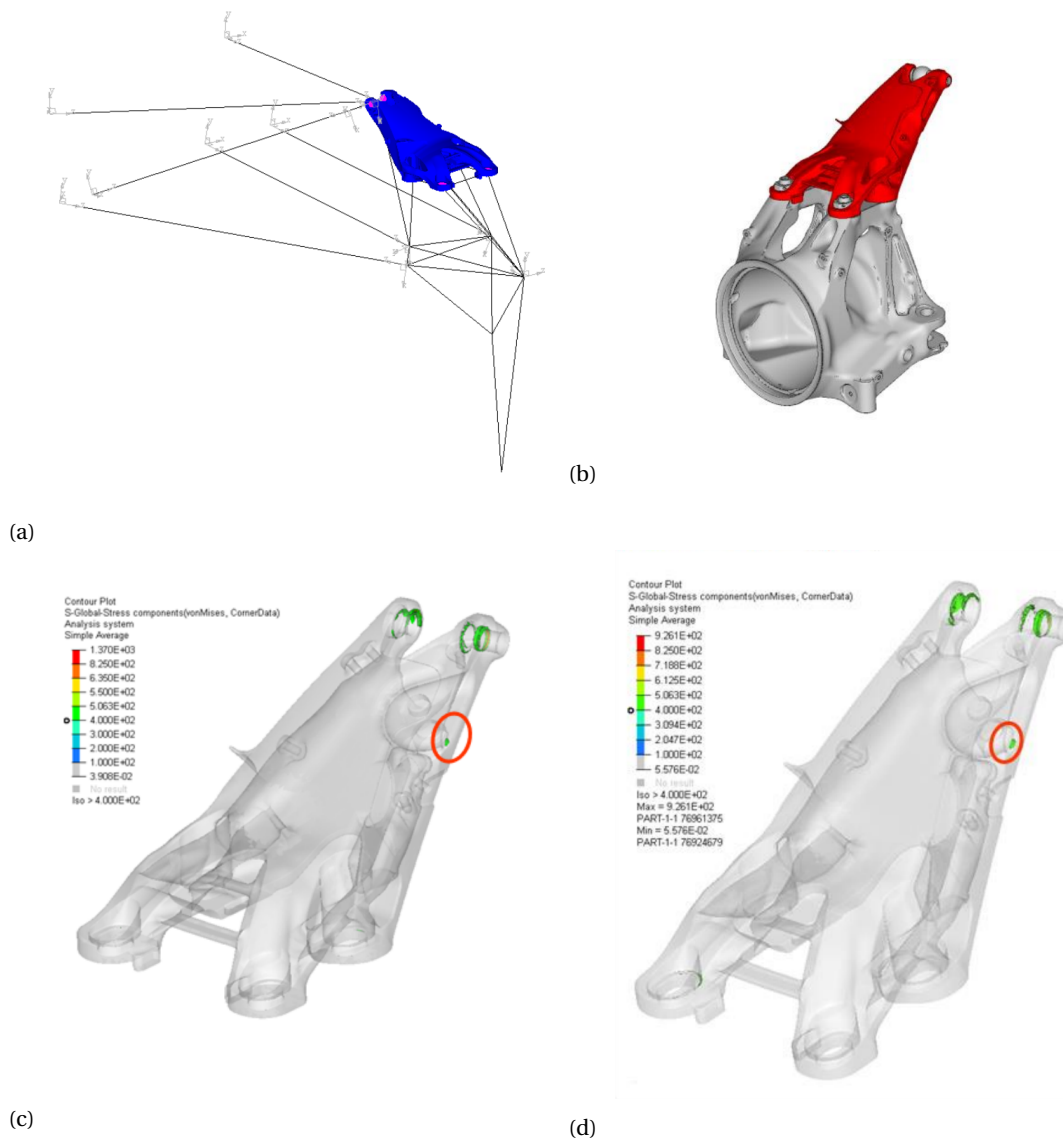 (a)
(b)
Contour Plot
S-Global-Stress components(vonMises, CornerData)
Analysis system
Simple Average
1.370E+03
8.250E+02
6.350E+02
5.500E+02
5.063E+02
4.000E+02
3.000E+02
2.000E+02
1.000E+02
3.908E-02
No result
Iso > 4.000E+02
(c)
Contour Plot
S-Global-Stress components(vonMises, CornerData)
Analysis system
Simple Average
9.261E+02
8.250E+02
7.188E+02
6.125E+02
5.063E+02
4.000E+02
3.094E+02
2.047E+02
1.000E+02
5.576E-02
No result
Iso > 4.000E+02
Max = 9.261E+02
PART-1-1 76961375
Min = 5.576E-02
PART-1-1 76924679
(d)